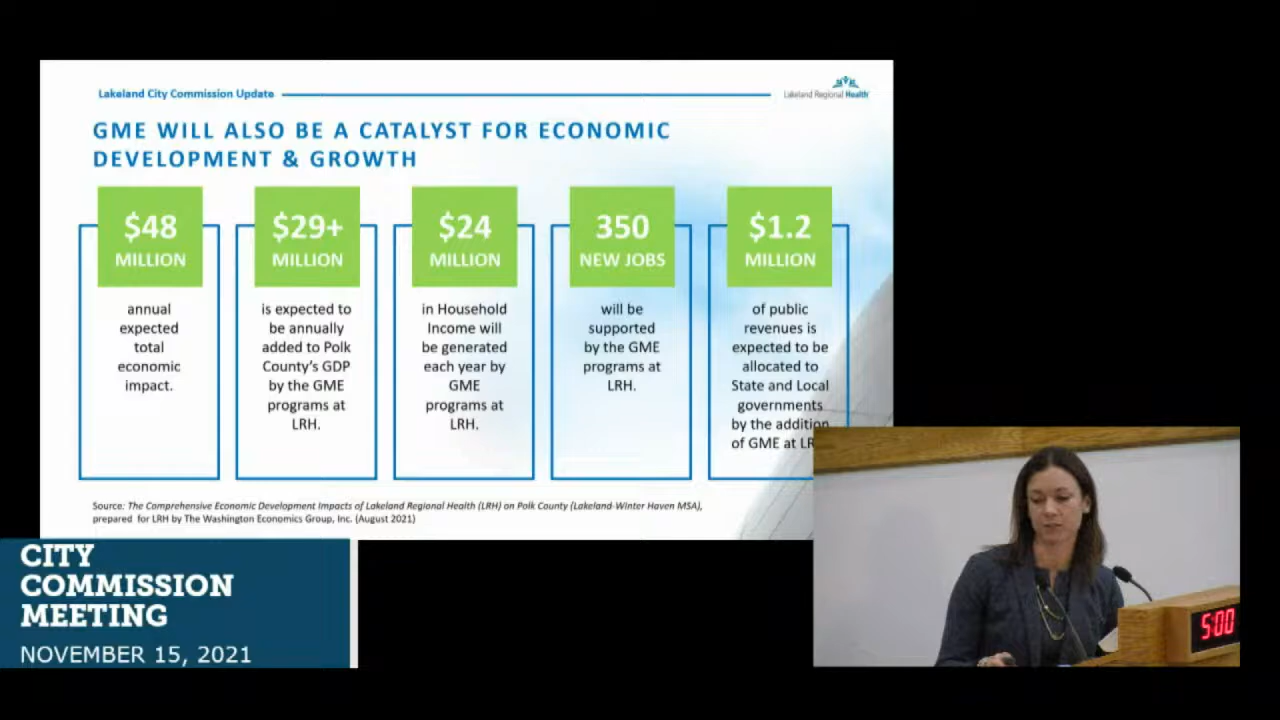 Lakeland City Commission Update
Lakeland Regional Health
GME WILL ALSO BE A CATALYST FOR ECONOMIC
DEVELOPMENT & GROWTH
$48
MILLION
annual
expected
total
economic
impact.
$29+
MILLION
is expected to
be annually
added to Polk
County's GDP
by the GME
programs at
LRH.
$24
MILLION
in Household
Income will
be generated
each year by
GME
programs at
LRH.
350
NEW JOBS
will be
supported
by the GME
programs at
LRH.
$1.2
MILLION
of public
revenues is
expected to be
allocated to
State and Local
governments
by the addition
of GME at
Source: The Comprehensive Economic Development Impacts of Lakeland Regional Health (LRH) on Polk County (Lakeland-Winter Haven MSA),
prepared for LRH by The Washington Economics Group, Inc. (August 2021)
CITY
COMMISSION
MEETING
NOVEMBER 15, 2021
5:00